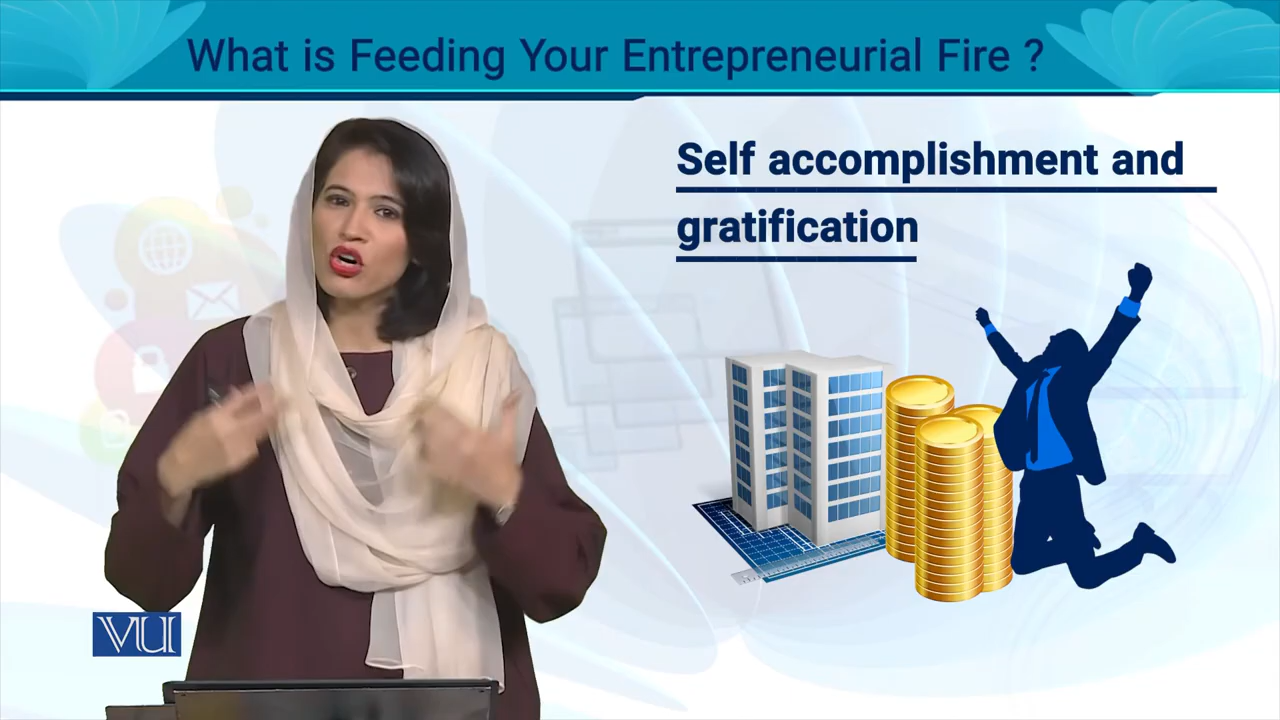 What is Feeding Your Entrepreneurial Fire ?
Self accomplishment and
gratification
VU